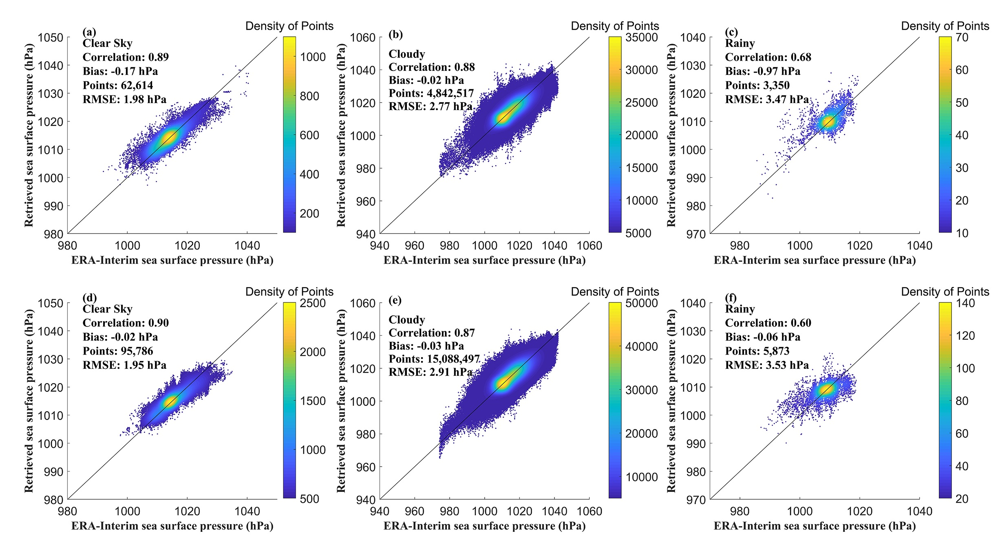 Density of Points
(a)
Clear Sky
Correlation: 0.89
Bias: -0.17 hPa
Points: 62,614
RMSE: 1.98 hPa
Retrieved sea surface pressure (hPa)
1050
1040
1030
1020
1010
1000
990
980
980
1000
1020
1040
ERA-Interim sea surface pressure (hPa)
1000
800
600
400
200
Density of Points
(b)
Cloudy
Correlation: 0.88
Bias: -0.02 hPa
Points: 4,842,517
RMSE: 2.77 hPa
Retrieved sea surface pressure (hPa)
1060
1040
1020
1000
980
960
940
940
960
980
1000
1020
1040
1060
ERA-Interim sea surface pressure (hPa)
35000
30000
25000
20000
15000
10000
5000
Density of Points
(c)
Rainy
Correlation: 0.68
Bias: -0.97 hPa
Points: 3,350
RMSE: 3.47 hPa
Retrieved sea surface pressure (hPa)
1040
1030
1020
1010
1000
990
980
970
980
1000
1020
1040
ERA-Interim sea surface pressure (hPa)
70
60
50
40
30
20
10
Density of Points
(d)
Clear Sky
Correlation: 0.90
Bias: -0.02 hPa
Points: 95,786
RMSE: 1.95 hPa
Retrieved sea surface pressure (hPa)
1050
1040
1030
1020
1010
1000
990
980
980
1000
1020
1040
ERA-Interim sea surface pressure (hPa)
2500
2000
1500
1000
500
Density of Points
(e)
Cloudy
Correlation: 0.87
Bias: -0.03 hPa
Points: 15,088,497
RMSE: 2.91 hPa
Retrieved sea surface pressure (hPa)
1060
1040
1020
1000
980
960
940
940
960
980
1000
1020
1040
1060
ERA-Interim sea surface pressure (hPa)
50000
40000
30000
20000
10000
Density of Points
(f)
Rainy
Correlation: 0.60
Bias: -0.06 hPa
Points: 5,873
RMSE: 3.53 hPa
Retrieved sea surface pressure (hPa)
1040
1030
1020
1010
1000
990
980
970
980
1000
1020
1040
ERA-Interim sea surface pressure (hPa)
140
120
100
80
60
40
20